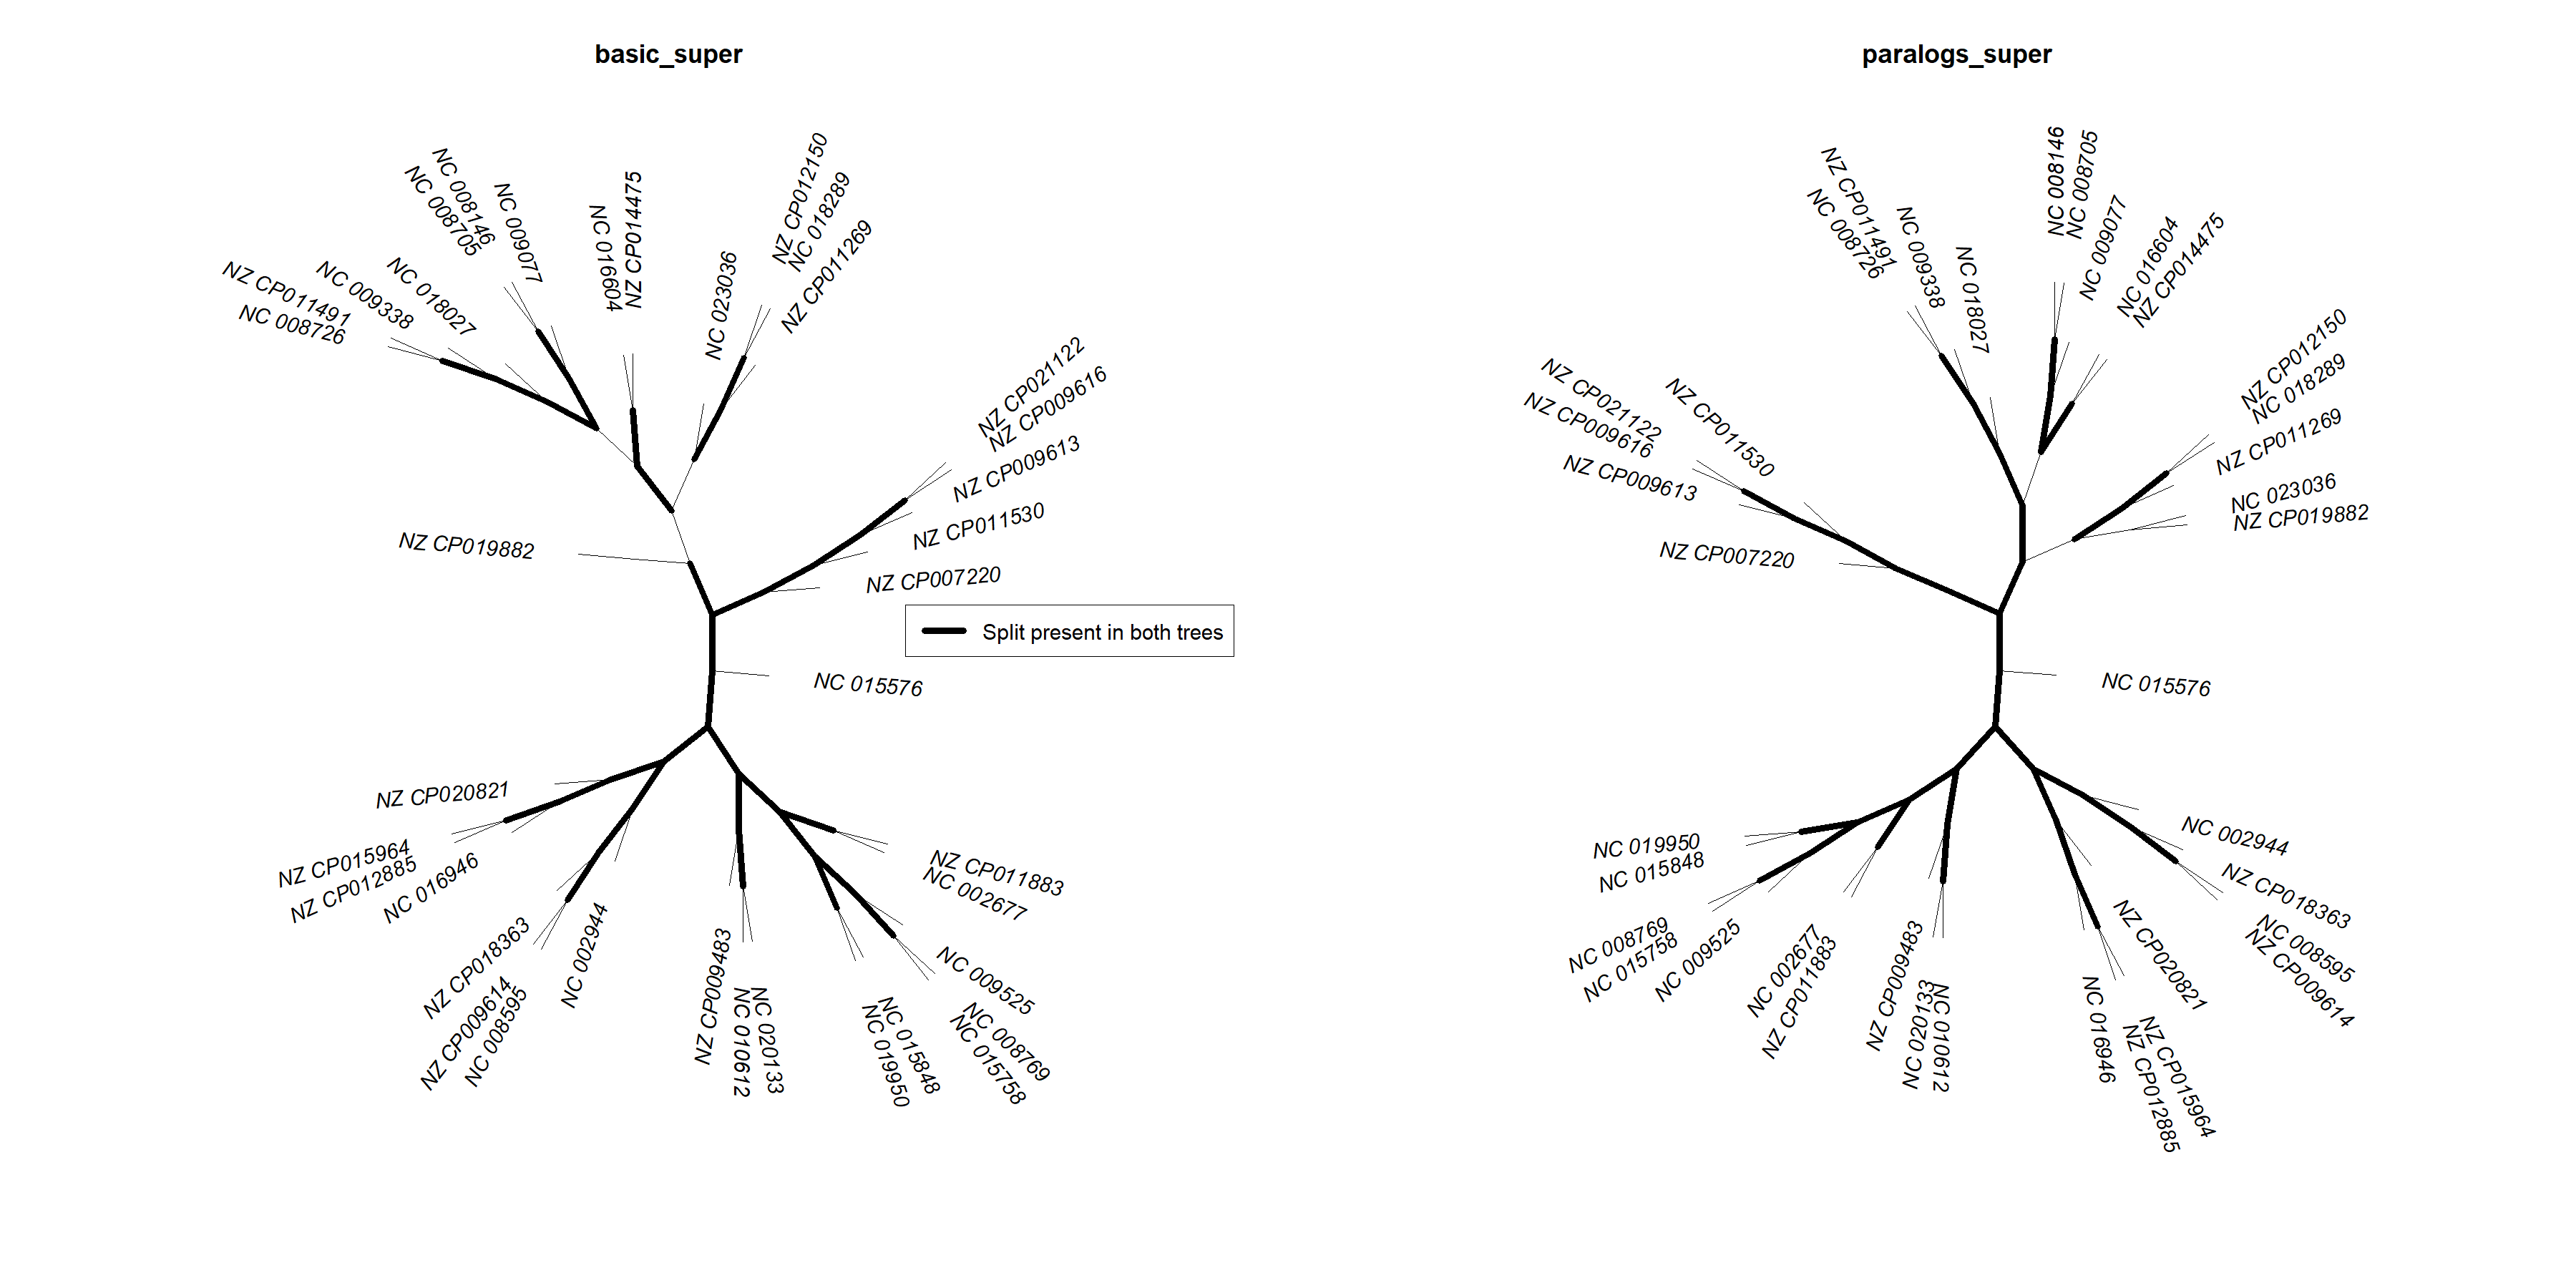 basic_super
NC 008146
NC 008705
NC 009077
NZ CP011491
NC 008726
NC 009338
NC 018027
NC 016604
NZ CP014475
NC 023036
NZ CP012150
NC 018289
NZ CP011269
NZ CP021122
NZ CP009616
NZ CP009613
NZ CP011530
NZ CP007220
NZ CP019882
Split present in both trees
NC 015576
NZ CP020821
NZ CP015964
NZ CP012885
NC 016946
NZ CP018363
NZ CP009614
NC 008595
NC 002944
NZ CP009483
NC 010612
NC 020133
NC 019950
NC 015848
NC 015758
NC 008769
NC 009525
NZ CP011883
NC 002677
paralogs_super
NZ CP011491
NC 008726
NC 009338
NC 018027
NC 008146
NC 008705
NC 009077
NC 016604
NZ CP014475
NZ CP012150
NC 018289
NZ CP011269
NC 023036
NZ CP019882
NZ CP021122
NZ CP009616
NZ CP011530
NZ CP009613
NZ CP007220
NC 015576
NC 019950
NC 015848
NC 008769
NC 015758
NC 009525
NC 002677
NZ CP011883
NZ CP009483
NC 020133
NC 010612
NC 002944
NZ CP018363
NC 008595
NZ CP009614
NZ CP020821
NC 016946
NZ CP015964
NZ CP012885